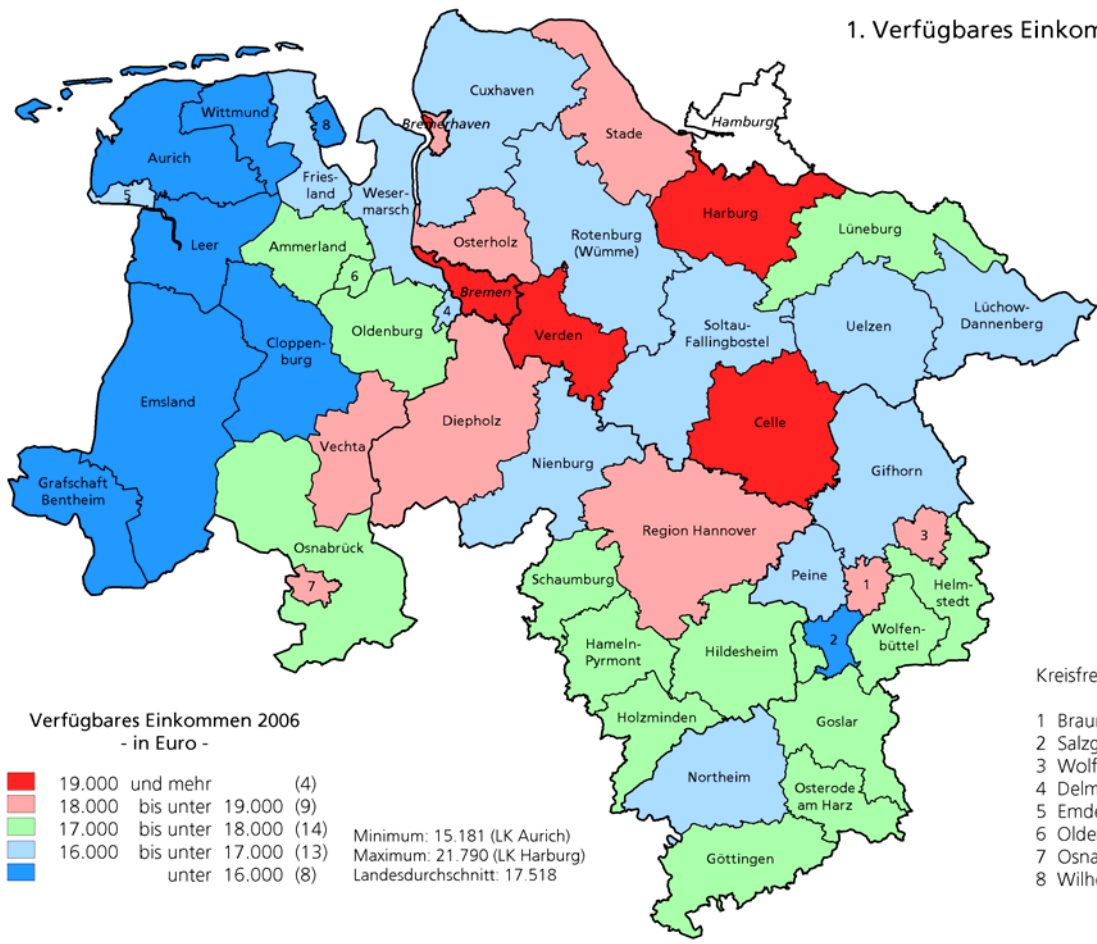 1. Verfügbares Einkom
Cuxhaven
Wittmund
8
Bremerhaven
Stade
Hamburg
Aurich
Fries-
land
Weser-
marsch
5
Harburg
Lüneburg
Leer
Ammerland
Osterholz
Rotenburg
(Wümme)
6
Bremen
4
Lüchow-
Dannenberg
Oldenburg
Verden
Soltau-
Fallingbostel
Uelzen
Cloppen-
burg
Emsland
Diepholz
Celle
Vechta
Nienburg
Gifhorn
Grafschaft
Bentheim
Region Hannover
3
Osnabrück
Schaumburg
Peine
1
7
Helm-
stedt
Hameln-
Pyrmont
Hildesheim
2
Wolfen-
büttel
Holzminden
Goslar
Northeim
Osterode
am Harz
Göttingen
Verfügbares Einkommen 2006
- in Euro -
19.000 und mehr (4)
18.000 bis unter 19.000 (9)
17.000 bis unter 18.000 (14)
16.000 bis unter 17.000 (13)
unter 16.000 (8)
Minimum: 15.181 (LK Aurich)
Maximum: 21.790 (LK Harburg)
Landesdurchschnitt: 17.518
Kreisfre
1 Braun
2 Salzg
3 Wolf
4 Delm
5 Emde
6 Olde
7 Osna
8 Wilhe